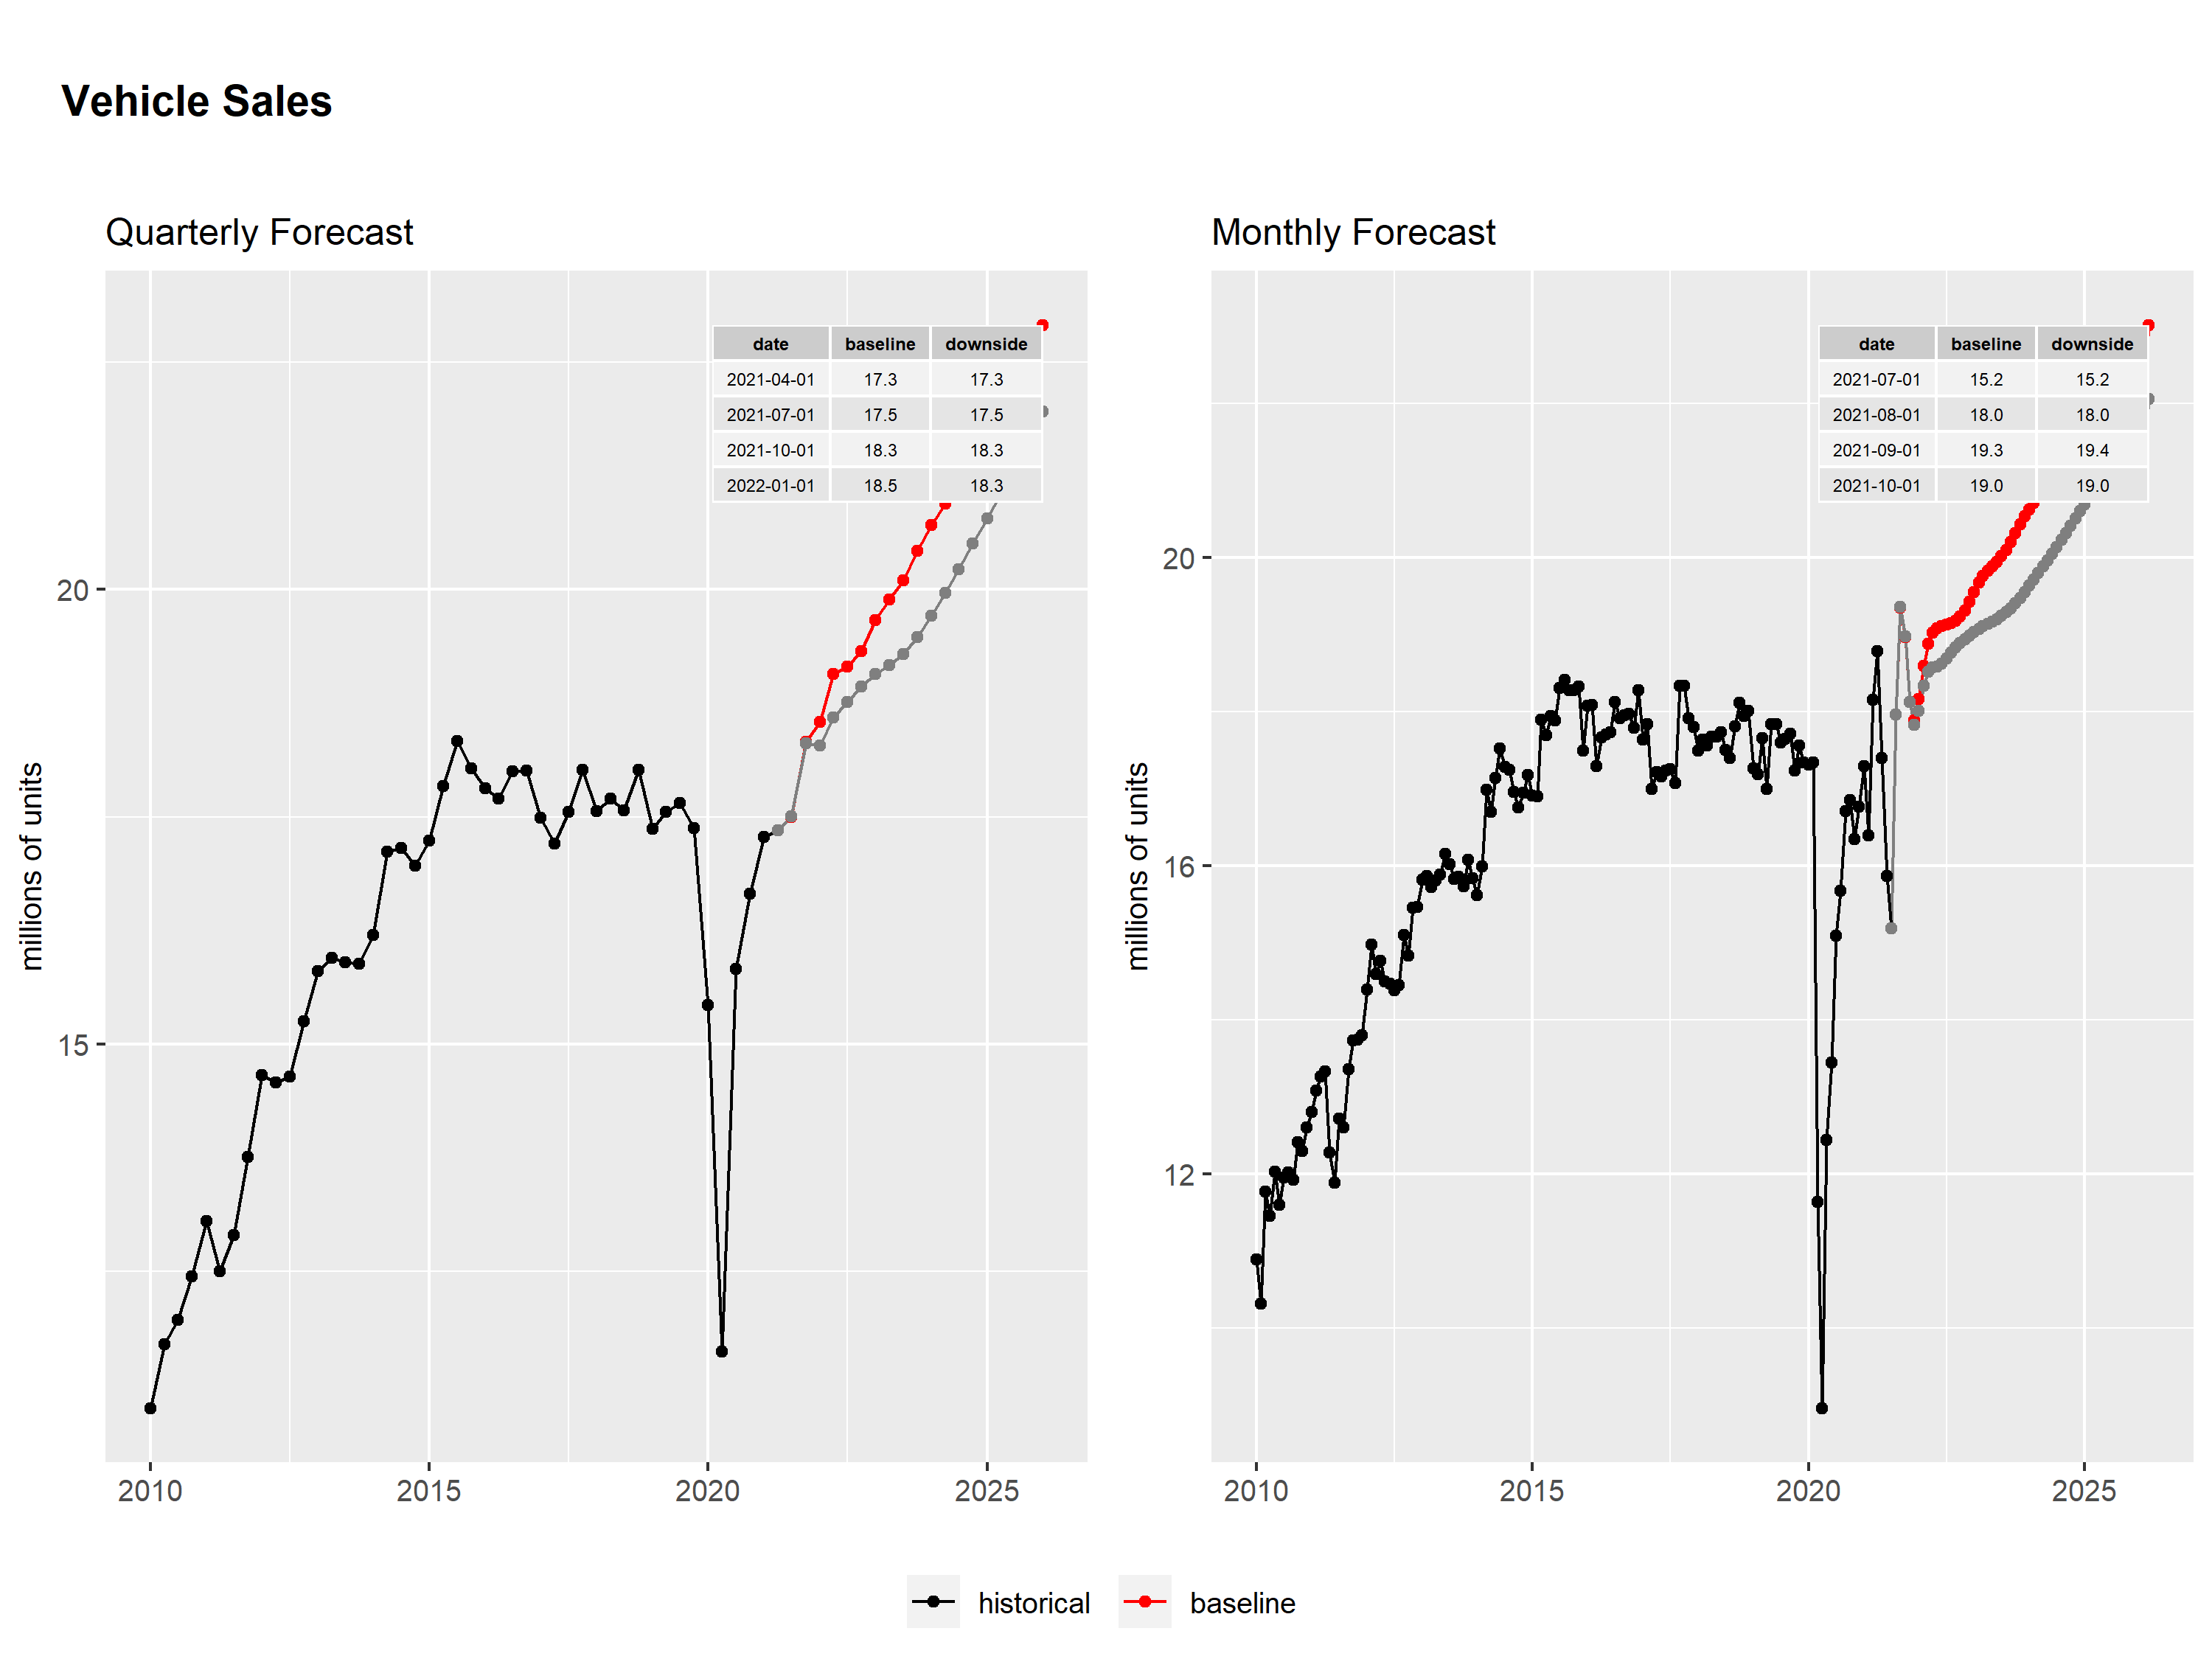 Vehicle Sales
Quarterly Forecast
date baseline downside
2021-04-01 17.3 17.3
2021-07-01 17.5 17.5
2021-10-01 18.3 18.3
2022-01-01 18.5 18.3
20
15
millions of units
2010 2015 2020 2025
Monthly Forecast
date baseline downside
2021-07-01 15.2 15.2
2021-08-01 18.0 18.0
2021-09-01 19.3 19.4
2021-10-01 19.0 19.0
20
16
12
millions of units
2010 2015 2020 2025
historical baseline